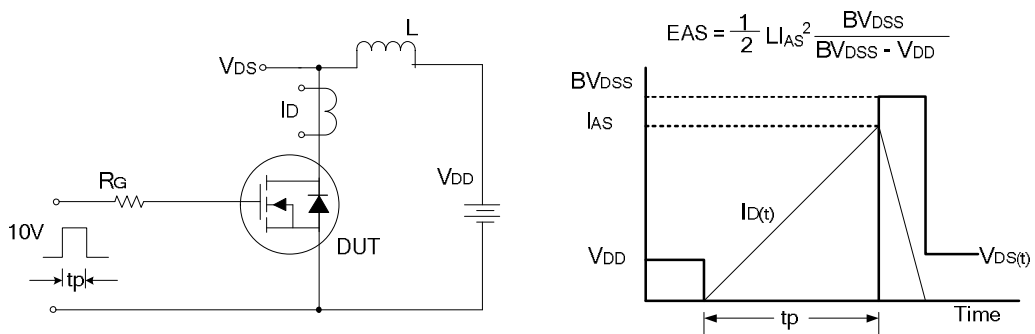 L
VDS
ID
RG
VDD
10V
tp
DUT
EAS = 1/2 LIAS² BVDSS / BVDSS - VDD
BVDSS
IAS
ID(t)
VDD
VDS(t)
tp
Time